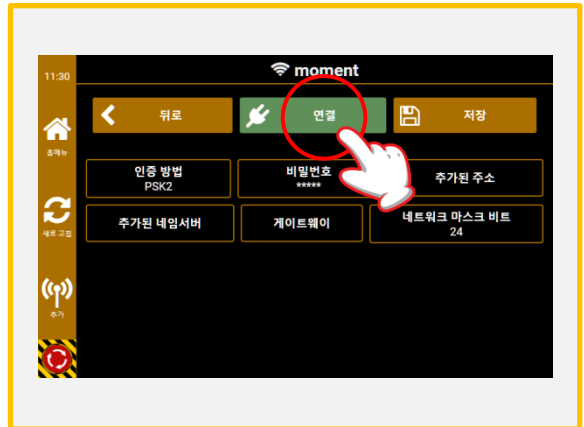 11:30
moment
뒤로
연결
저장
홈메뉴
인증 방법
PSK2
비밀번호
*****
추가된 주소
새로 고침
추가된 네임서버
게이트웨이
네트워크 마스크 비트
24
추가